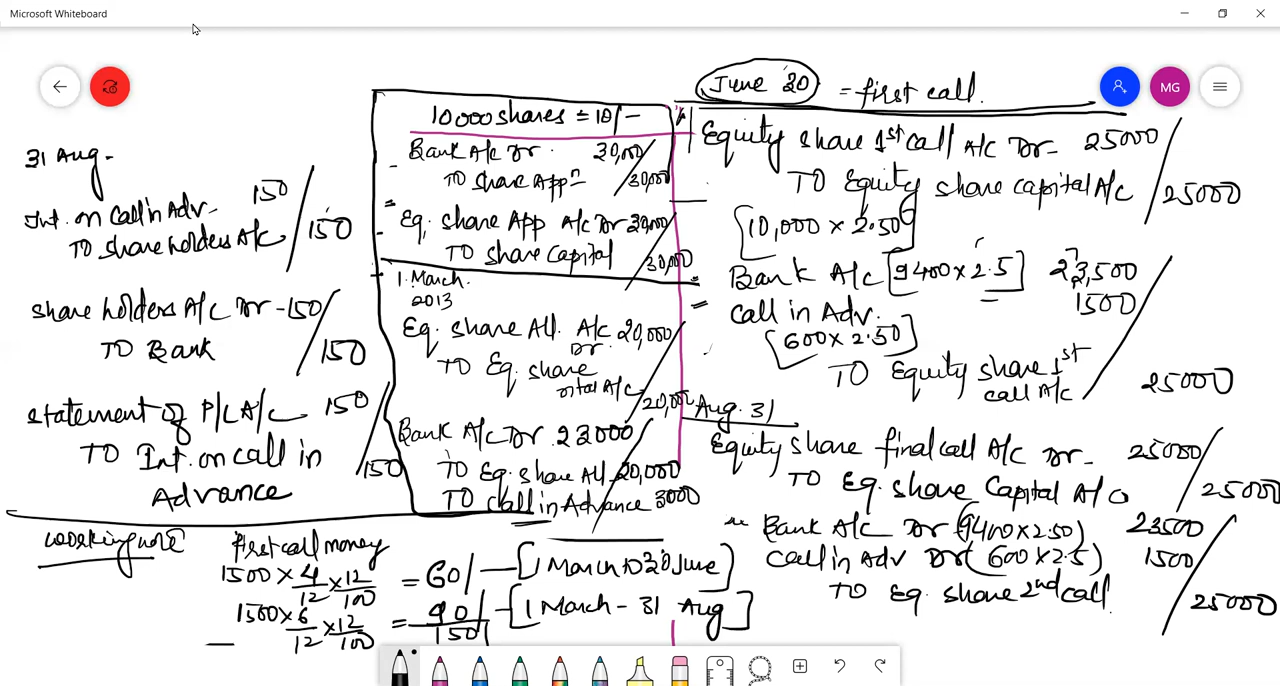 Microsoft Whiteboard
MG
31 Aug-
Int. on call in Adv- 150
TO shareholders A/c 150
share holders A/c Dr - 150
TO Bank 150
statement of P/L A/c 150
TO Int. on call in 150
Advance
working note
first call money
1500 × 4/12 × 12/100 = 60/ - [1 March to 30 June]
1500 × 6/12 × 12/100 = 90/ - [1 March - 31 Aug]
150
10000 shares = 10/-
Bank A/c Dr. 30,000
TO share Appn 30,000
Eq. share App A/c Dr 30,000
TO share capital 30,000
1. March
2013
Eq. share All. A/c 20,000
Dr.
TO Eq. share
A/c 20,000
Bank A/c Dr. 23000
TO Eq. share All 20,000
TO Call in Advance 3000
June 20 = first call.
Equity share 1st call A/c Dr- 25000
TO Equity share capital A/c 25000
[10,000 × 2.50]
Bank A/c [9400 × 2.5] 23,500
call in Adv. 1500
[600 × 2.50]
TO Equity share 1st
call A/c 25000
Aug. 31
Equity share final call A/c Dr- 25000
TO Eq. share Capital A/c 25000
Bank A/c Dr (9400 × 2.50) 23500
Call in Adv Dr (600 × 2.5) 1500
TO Eq. share 2nd call 25000